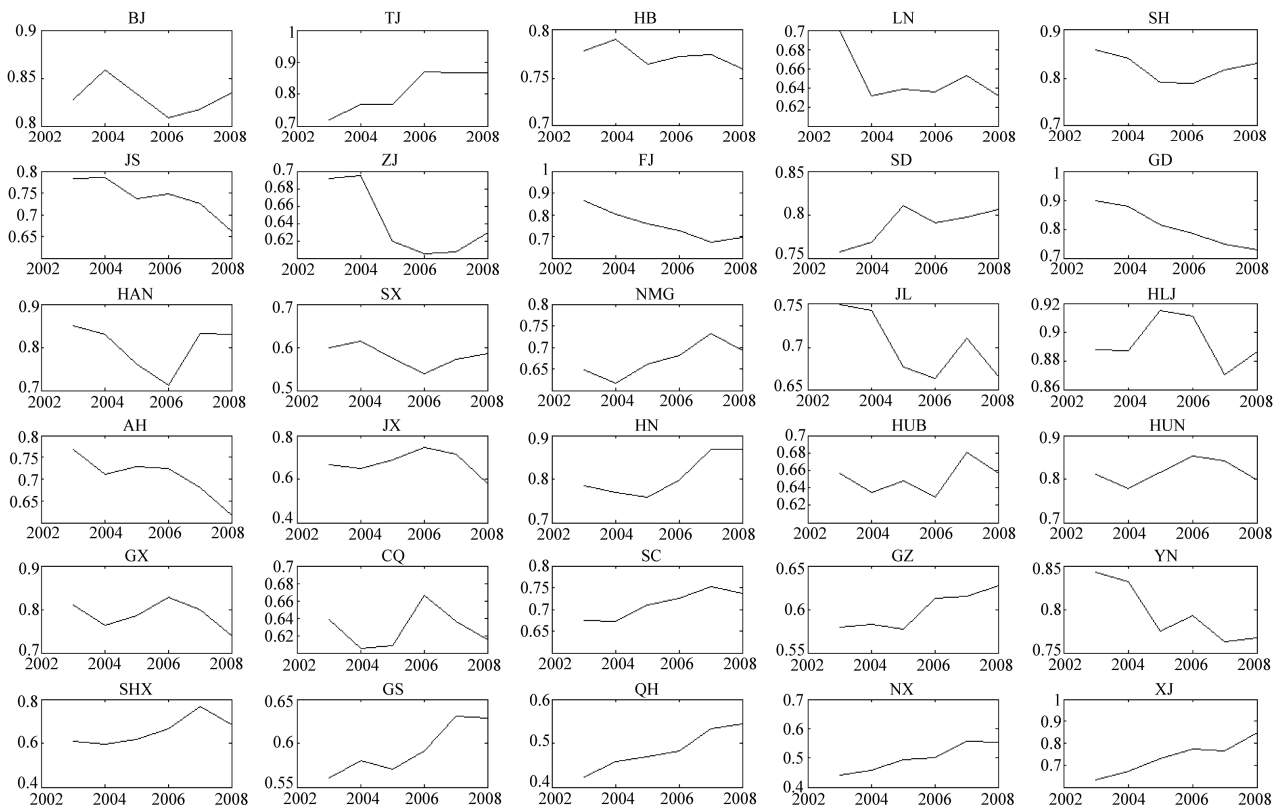 BJ TJ HB LN SH
0.9 1 0.8 0.7 0.9
0.9 0.68
0.85 0.8 0.75 0.66 0.8
0.64
0.8 0.7 0.7 0.62 0.7
2002 2004 2006 2008 2002 2004 2006 2008 2002 2004 2006 2008 2002 2004 2006 2008 2002 2004 2006 2008
JS ZJ FJ SD GD
0.8 0.7 1 0.85 1
0.75 0.68 0.9 0.8 0.9
0.7 0.66 0.8 0.75 0.8
0.65 0.64 0.7 0.7
0.62
2002 2004 2006 2008 2002 2004 2006 2008 2002 2004 2006 2008 2002 2004 2006 2008 2002 2004 2006 2008
HAN SX NMG JL HLJ
0.9 0.7 0.8 0.75 0.92
0.8 0.6 0.75 0.7 0.9
0.7 0.5 0.7 0.65 0.88
0.65 0.86
2002 2004 2006 2008 2002 2004 2006 2008 2002 2004 2006 2008 2002 2004 2006 2008 2002 2004 2006 2008
AH JX HN HUB HUN
0.8 0.8 0.9 0.7 0.9
0.75 0.6 0.8 0.68 0.8
0.7 0.4 0.7 0.66 0.7
0.65 0.64
0.62
2002 2004 2006 2008 2002 2004 2006 2008 2002 2004 2006 2008 2002 2004 2006 2008 2002 2004 2006 2008
GX CQ SC GZ YN
0.9 0.7 0.8 0.65 0.85
0.8 0.68 0.75 0.6 0.8
0.7 0.66 0.7 0.55 0.75
0.64 0.65
0.62
2002 2004 2006 2008 2002 2004 2006 2008 2002 2004 2006 2008 2002 2004 2006 2008 2002 2004 2006 2008
SHX GS QH NX XJ
0.8 0.65 0.6 0.7 1
0.6 0.6 0.5 0.6 0.9
0.4 0.55 0.4 0.5 0.8
0.4 0.7
2002 2004 2006 2008 2002 2004 2006 2008 2002 2004 2006 2008 2002 2004 2006 2008 2002 2004 2006 2008